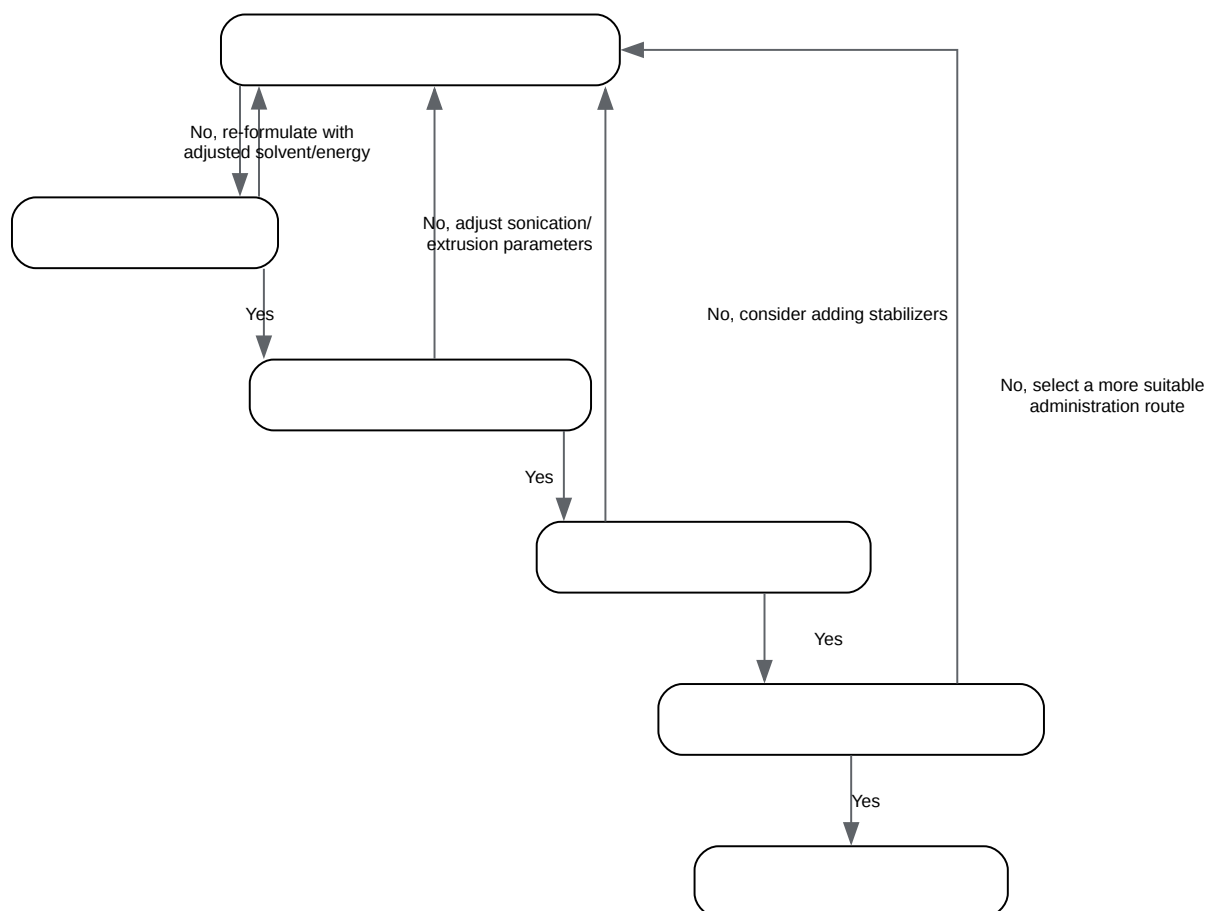 No, re-formulate with
adjusted solvent/energy
No, adjust sonication/
extrusion parameters
Yes
No, consider adding stabilizers
No, select a more suitable
administration route
Yes
Yes
Yes